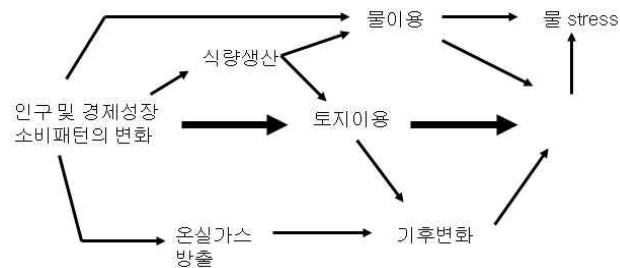 물이용
물 stress
식량생산
인구 및 경제성장
소비패턴의 변화
토지이용
온실가스
방출
기후변화